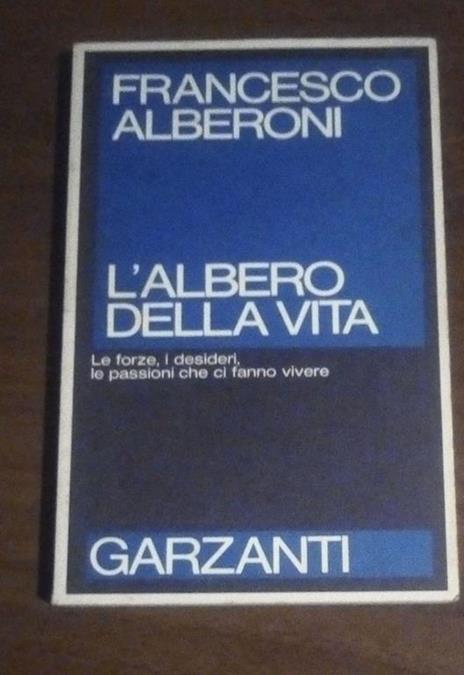 FRANCESCO
ALBERONI
L'ALBERO
DELLA VITA
Le forze, i desideri,
le passioni che ci fanno vivere
GARZANTI